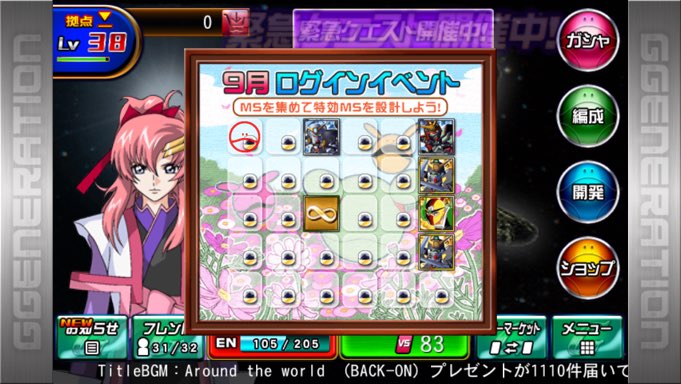 拠点
Lv 38
0
緊急クエスト開催中!
ガシャ
編成
開発
ショップ
9月 ログインイベント
MSを集めて特効MSを設計しよう!
NEW
お知らせ
フレン
31/32
EN 105 / 205
VS 83
ーマーケット
メニュー
TitleBGM：Around the world (BACK-ON) プレゼントが1110件届いて
GGENERATION
GGENERATION